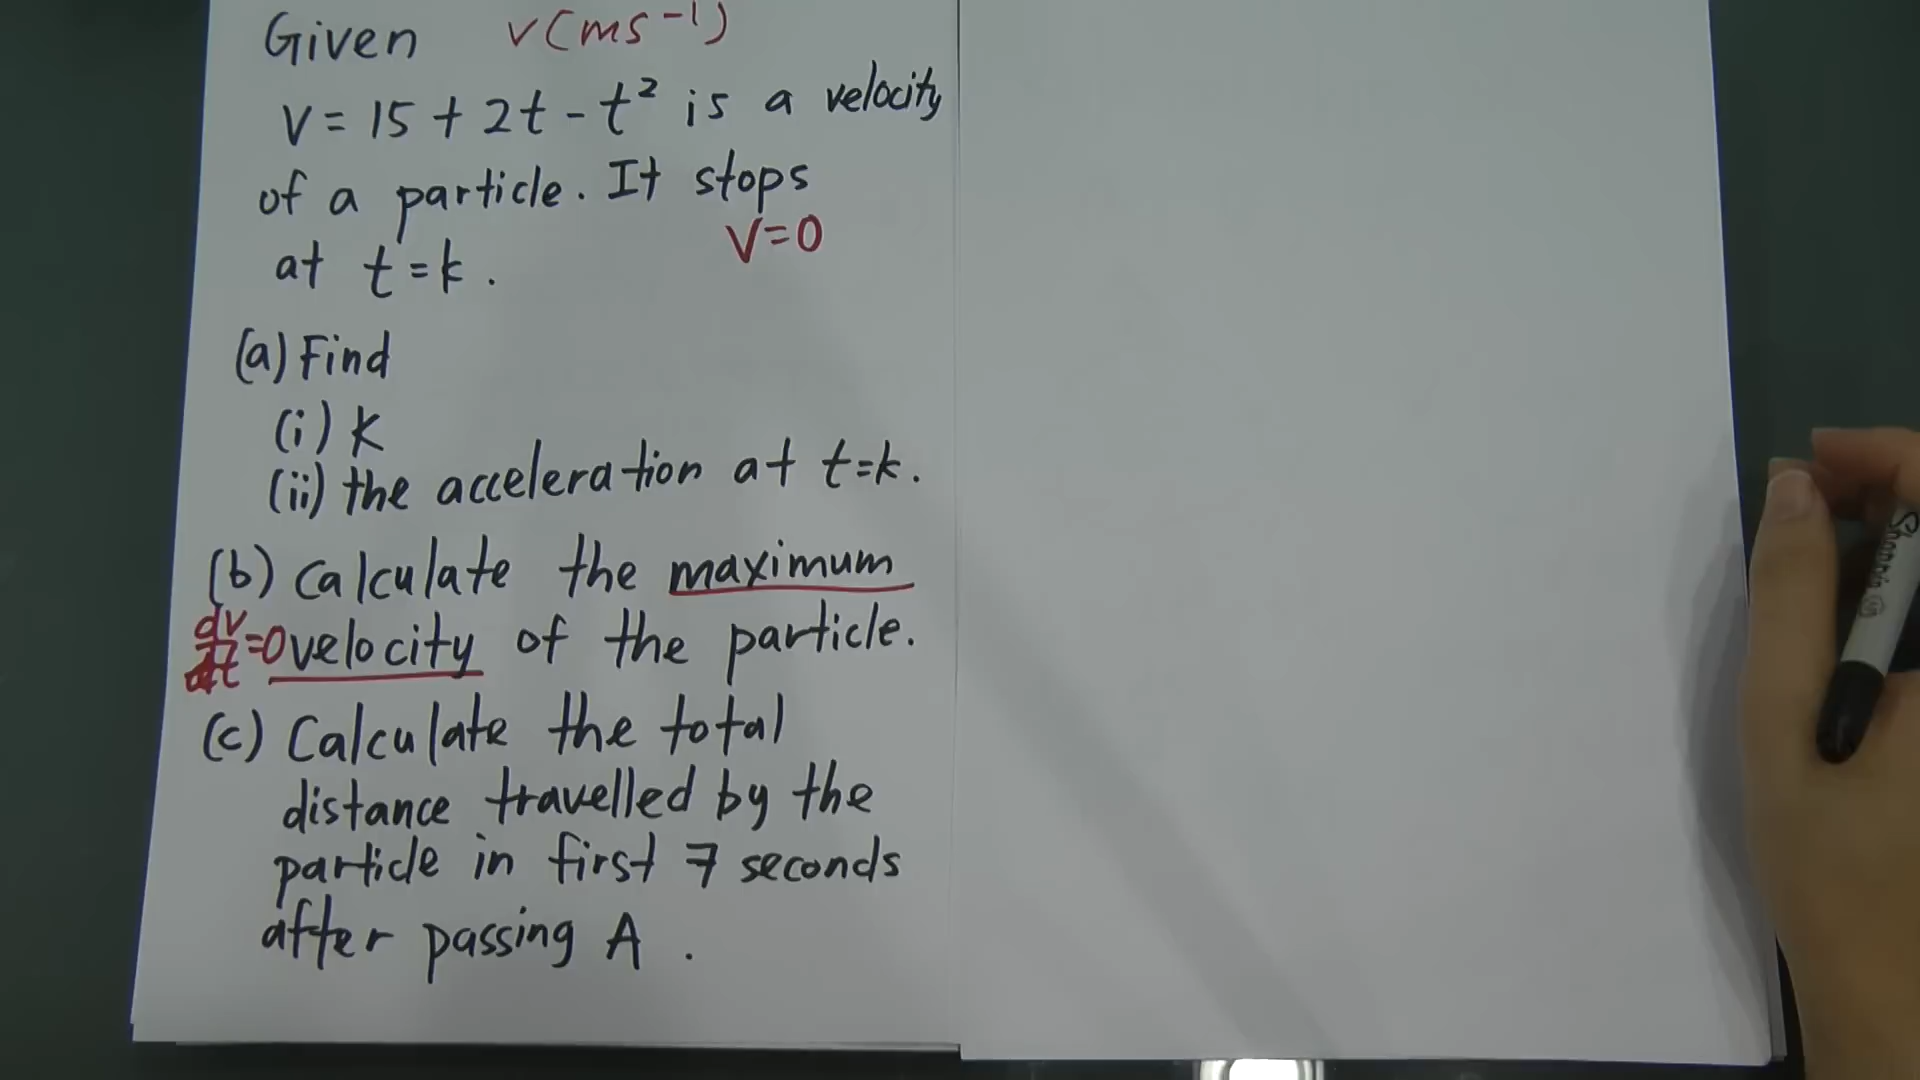 Given v(ms⁻¹)
V = 15 + 2t - t² is a velocity
of a particle. It stops
V=0
at t=k.
(a) Find
(i) k
(ii) the acceleration at t=k.
(b) Calculate the maximum
dv/dt=0 velocity of the particle.
(c) Calculate the total
distance travelled by the
particle in first 7 seconds
after passing A.
Sharpie